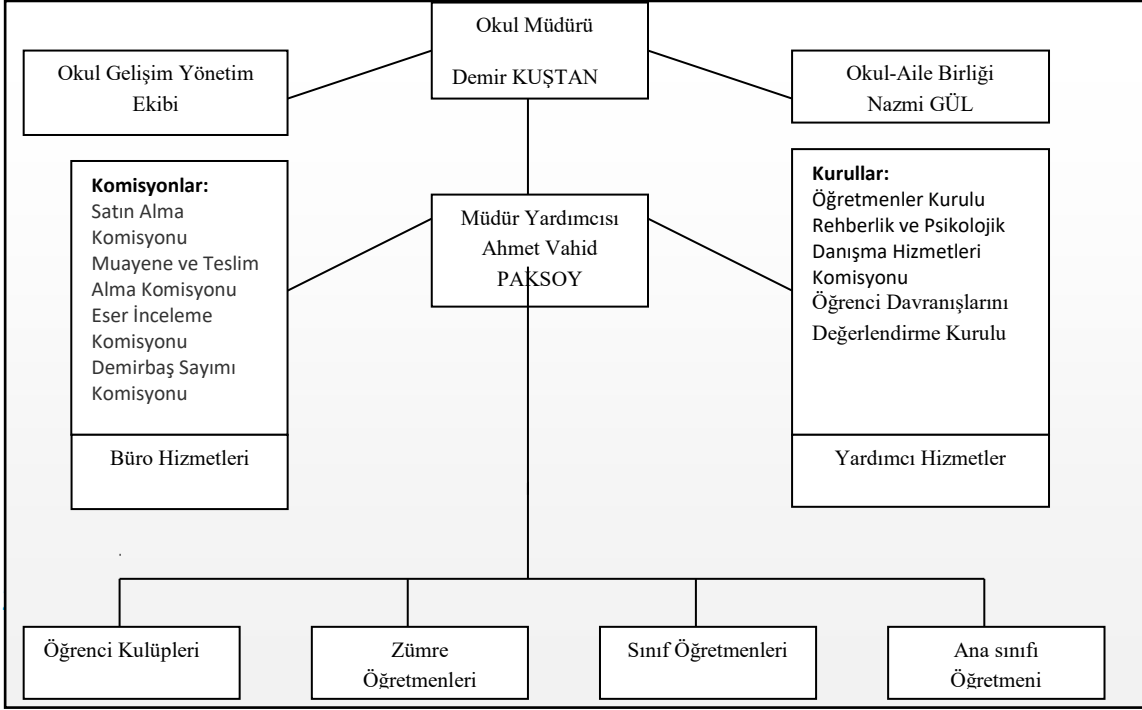 Okul Müdürü
Demir KUŞTAN
Okul Gelişim Yönetim
Ekibi
Okul-Aile Birliği
Nazmi GÜL
Komisyonlar:
Satın Alma
Komisyonu
Muayene ve Teslim
Alma Komisyonu
Eser İnceleme
Komisyonu
Demirbaş Sayımı
Komisyonu
Müdür Yardımcısı
Ahmet Vahid
PAKSOY
Kurullar:
Öğretmenler Kurulu
Rehberlik ve Psikolojik
Danışma Hizmetleri
Komisyonu
Öğrenci Davranışlarını
Değerlendirme Kurulu
Büro Hizmetleri
Yardımcı Hizmetler
Öğrenci Kulüpleri
Zümre
Öğretmenleri
Sınıf Öğretmenleri
Ana sınıfı
Öğretmeni